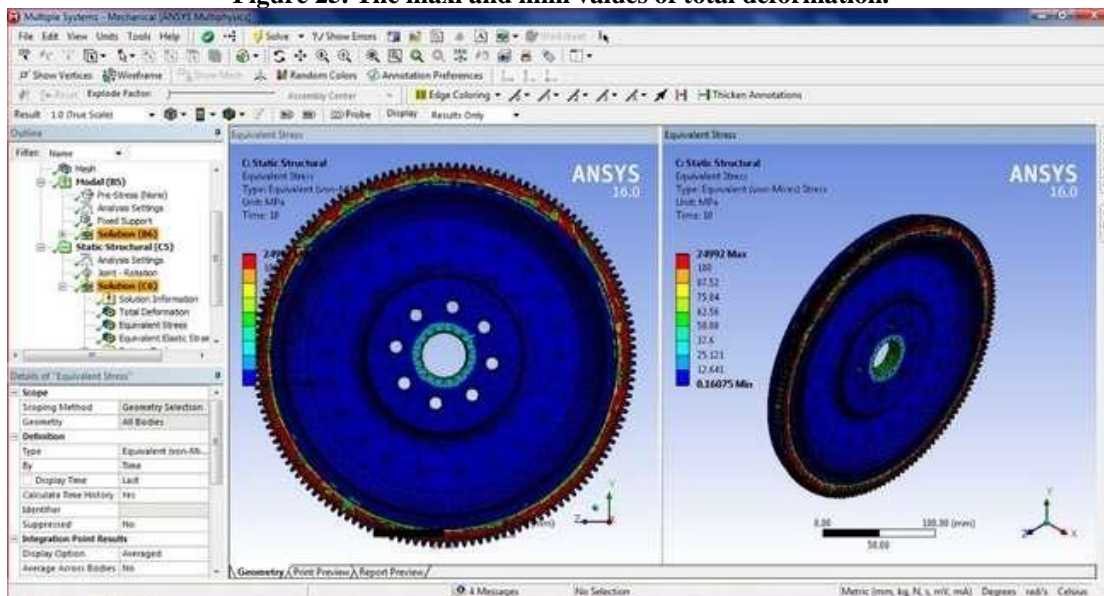 Figure 23: The maxi and mini values of total deformation.
Multiple Systems - Mechanical [ANSYS Multiphysics]
File Edit View Units Tools Help Solve ?/ Show Errors Worksheet
Show Vertices Wireframe Show Mesh Random Colors Annotation Preferences
Reset Explode Factor: Assembly Center Edge Coloring Thicken Annotations
Result 1.0 (True Scale) Probe Display Results Only
Outline
Filter: Name
Mesh
Modal (B5)
Pre-Stress (None)
Analysis Settings
Fixed Support
Solution (B6)
Static Structural (C5)
Analysis Settings
Joint - Rotation
Solution (C6)
Solution Information
Total Deformation
Equivalent Stress
Equivalent Elastic Strain
Details of "Equivalent Stress"
Scope
Scoping Method Geometry Selection
Geometry All Bodies
Definition
Type Equivalent (von-Mi...
By Time
Display Time Last
Calculate Time History Yes
Identifier
Suppressed No
Integration Point Results
Display Option Averaged
Average Across Bodies No
Equivalent Stress
C: Static Structural
Equivalent Stress
Type: Equivalent (von-M
Unit: MPa
Time: 10
ANSYS
16.0
(mm)
Z
Equivalent Stress
C: Static Structural
Equivalent Stress
Type: Equivalent (von-Mises) Stress
Unit: MPa
Time: 10
24992 Max
100
87.52
75.04
62.56
50.08
37.6
25.121
12.641
0.16075 Min
ANSYS
16.0
0.00 100.00 (mm)
50.00
Y
Z X
Geometry Print Preview Report Preview
4 Messages No Selection Metric (mm, kg, N, s, mV, mA) Degrees rad/s Celsius